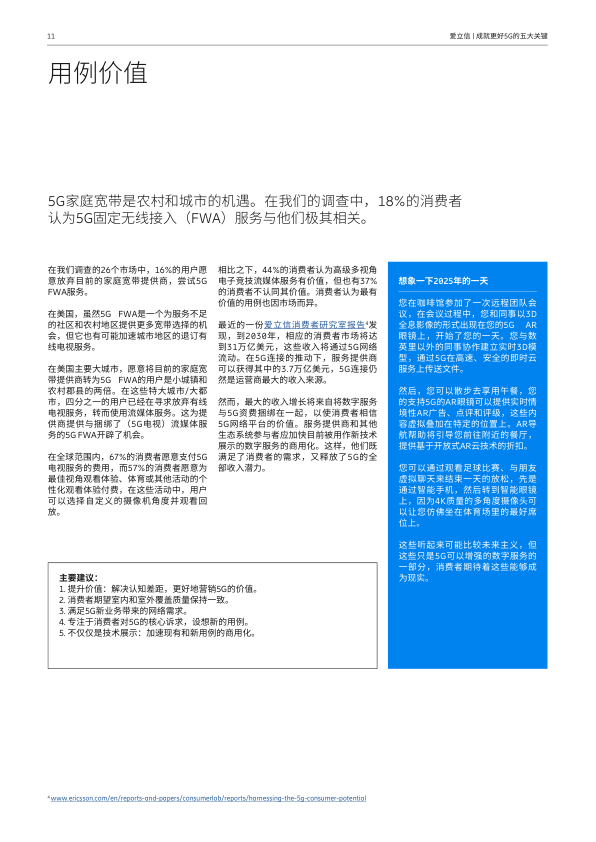 11
爱立信 | 成就更好5G的五大关键
用例价值
5G家庭宽带是农村和城市的机遇。在我们的调查中，18%的消费者
认为5G固定无线接入（FWA）服务与他们极其相关。
在我们调查的26个市场中，16%的用户愿
意放弃目前的家庭宽带提供商，尝试5G
FWA服务。
在美国，虽然5G FWA是一个为服务不足
的社区和农村地区提供更多宽带选择的机
会，但它也有可能加速城市地区的退订有
线电视服务。
在美国主要大城市，愿意将目前的家庭宽
带提供商转为5G FWA的用户是小城镇和
农村郡县的两倍。在这些特大城市/大都
市，四分之一的用户已经在寻求放弃有线
电视服务，转而使用流媒体服务。这为提
供商提供与捆绑了（5G电视）流媒体服
务的5G FWA开辟了机会。
在全球范围内，67%的消费者愿意支付5G
电视服务的费用，而57%的消费者愿意为
最佳视角观看体验、体育或其他活动的个
性化观看体验付费，在这些活动中，用户
可以选择自定义的摄像机角度并观看回
放。
相比之下，44%的消费者认为高级多视角
电子竞技流媒体服务有价值，但也有37%
的消费者不认同其价值。消费者认为最有
价值的用例也因市场而异。
最近的一份爱立信消费者研究室报告⁴发
现，到2030年，相应的消费者市场将达
到31万亿美元，这些收入将通过5G网络
流动。在5G连接的推动下，服务提供商
可以获得其中的3.7万亿美元，5G连接仍
然是运营商最大的收入来源。
然而，最大的收入增长将来自将数字服务
与5G资费捆绑在一起，以使消费者相信
5G网络平台的价值。服务提供商和其他
生态系统参与者应加快目前被用作新技术
展示的数字服务的商用化。这样，他们既
满足了消费者的需求，又释放了5G的全
部收入潜力。
想象一下2025年的一天
您在咖啡馆参加了一次远程团队会
议，在会议过程中，您和同事以3D
全息影像的形式出现在您的5G AR
眼镜上，开始了您的一天。您与数
英里以外的同事协作建立实时3D模
型，通过5G在高速、安全的即时云
服务上传送文件。
然后，您可以散步去享用午餐，您
的支持5G的AR眼镜可以提供实时情
境性AR广告、点评和评级，这些内
容虚拟叠加在特定的位置上。AR导
航帮助将引导您前往附近的餐厅，
提供基于开放式AR云技术的折扣。
您可以通过观看足球比赛、与朋友
虚拟聊天来结束一天的放松，先是
通过智能手机，然后转到智能眼镜
上，因为4K质量的多角度摄像头可
以让您仿佛坐在体育场里的最好席
位上。
这些听起来可能比较未来主义，但
这些只是5G可以增强的数字服务的
一部分，消费者期待着这些能够成
为现实。
主要建议：
1. 提升价值：解决认知差距，更好地营销5G的价值。
2. 消费者期望室内和室外覆盖质量保持一致。
3. 满足5G新业务带来的网络需求。
4. 专注于消费者对5G的核心诉求，设想新的用例。
5. 不仅仅是技术展示：加速现有和新用例的商用化。
⁴ www.ericsson.com/en/reports-and-papers/consumerlab/reports/harnessing-the-5g-consumer-potential